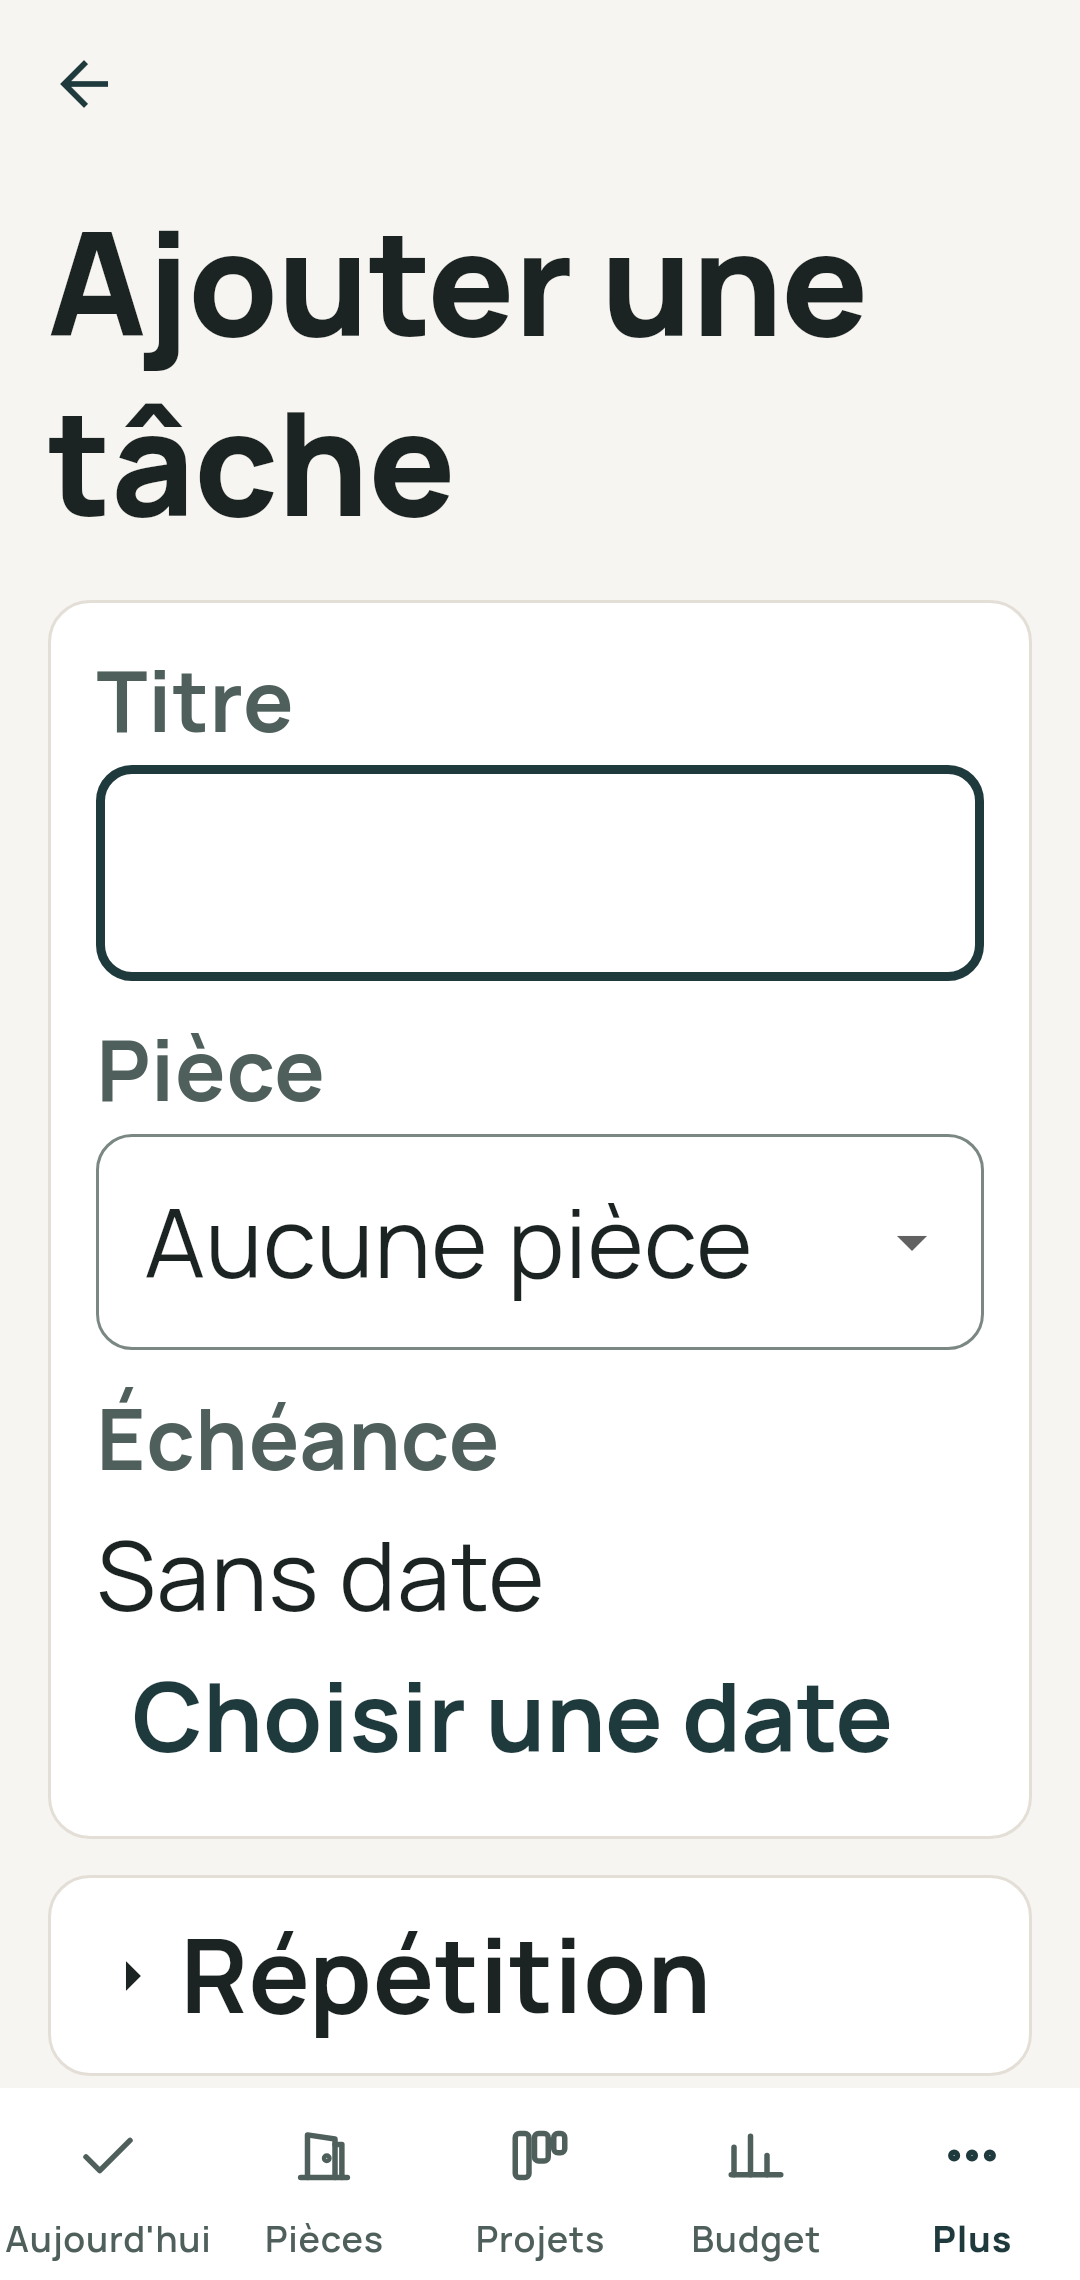 Ajouter une
tâche
Titre
Pièce
Aucune pièce
Échéance
Sans date
Choisir une date
Répétition
Aujourd'hui
Pièces
Projets
Budget
Plus